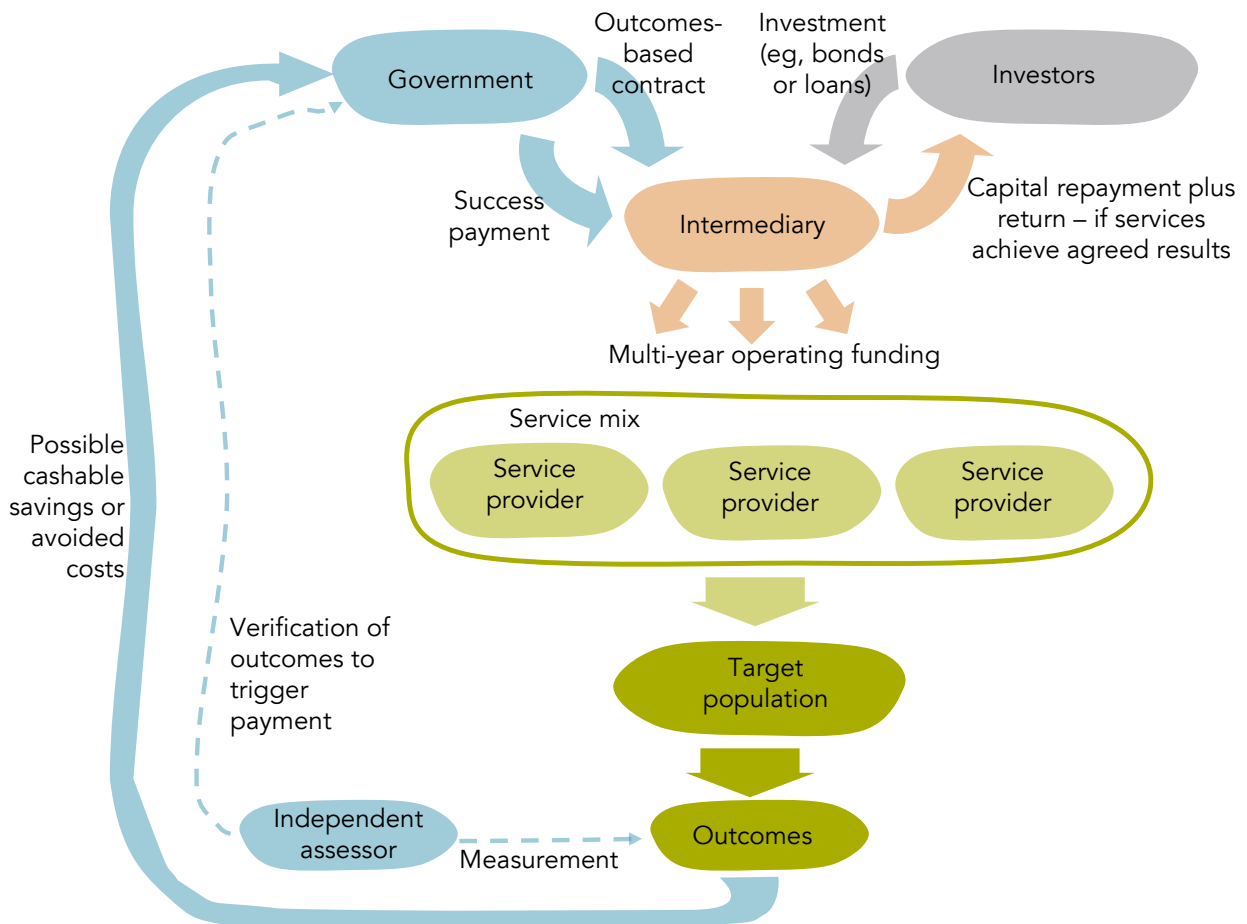 Outcomes-
based
contract
Investment
(eg, bonds
or loans)
Government
Investors
Success
payment
Intermediary
Capital repayment plus
return – if services
achieve agreed results
Multi-year operating funding
Service mix
Service
provider
Service
provider
Service
provider
Possible
cashable
savings or
avoided
costs
Verification of
outcomes to
trigger
payment
Target
population
Independent
assessor
Measurement
Outcomes